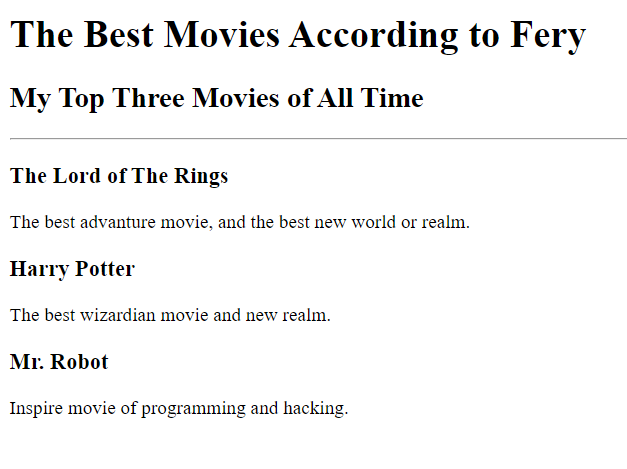 The Best Movies According to Fery
My Top Three Movies of All Time
The Lord of The Rings
The best advanture movie, and the best new world or realm.
Harry Potter
The best wizardian movie and new realm.
Mr. Robot
Inspire movie of programming and hacking.